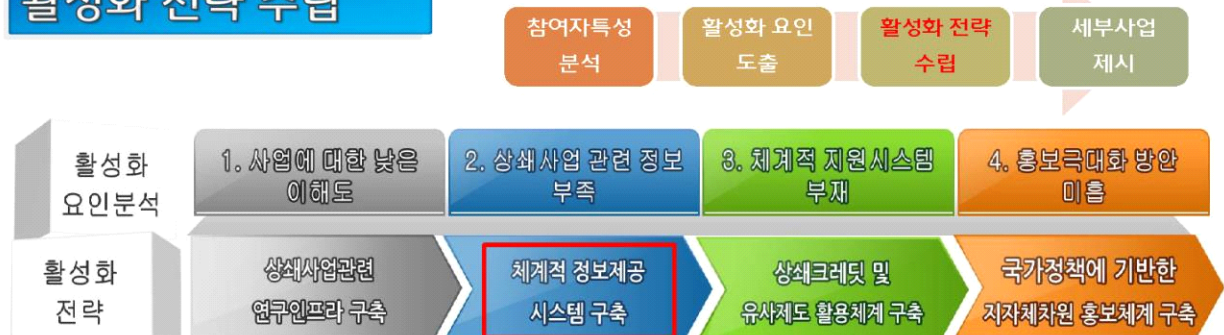 활성화 전략 수립
참여자특성
분석
활성화 요인
도출
활성화 전략
수립
세부사업
제시
활성화
요인분석
1. 사업에 대한 낮은
이해도
2. 상쇄사업 관련 정보
부족
3. 체계적 지원시스템
부재
4. 홍보극대화 방안
미흡
활성화
전략
상쇄사업관련
연구인프라 구축
체계적 정보제공
시스템 구축
상쇄크레딧 및
유사제도 활용체계 구축
국가정책에 기반한
지자체차원 홍보체계 구축